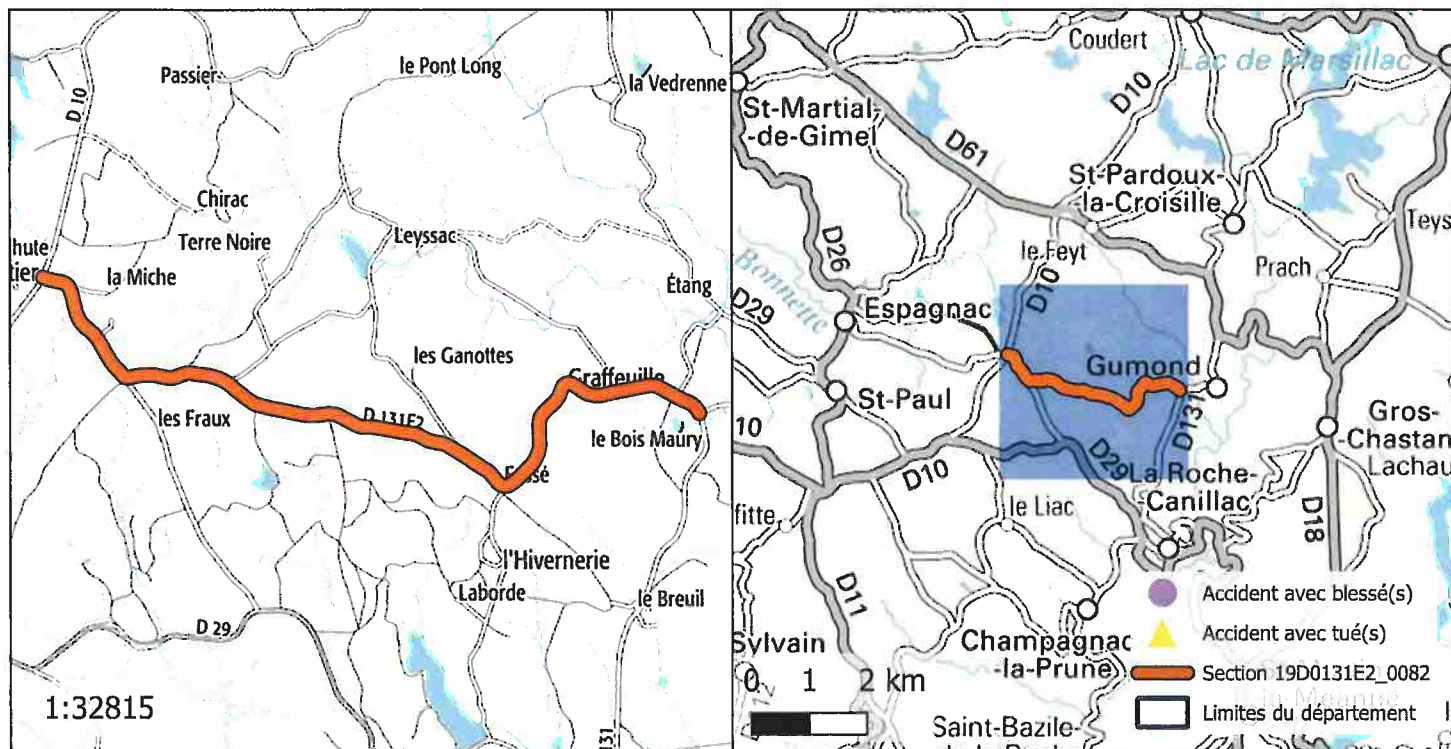 Passier
le Pont Long
la Vedrenne
D 10
Chirac
Terre Noire
Leyssac
la Miche
Étang
les Ganottes
Graffeuille
les Fraux
D 131E2
le Bois Maury
l'Hivernerie
Laborde
le Breuil
D 29
1:32815
Coudert
Lac de Marsillac
St-Martial-
-de-Gimel
D10
D61
St-Pardoux-
-la-Croisille
le Feyt
D26
Bonnette
Prach
D29
Espagnac
D10
Gumond
St-Paul
D131
Gros-
-Chastan
Lachau
10
D10
D29
La Roche-
Canillac
le Liac
D18
D11
Sylvain
Champagnac
-la-Prune
0 1 2 km
Saint-Bazile-
Accident avec blessé(s)
Accident avec tué(s)
Section 19D0131E2_0082
Limites du département